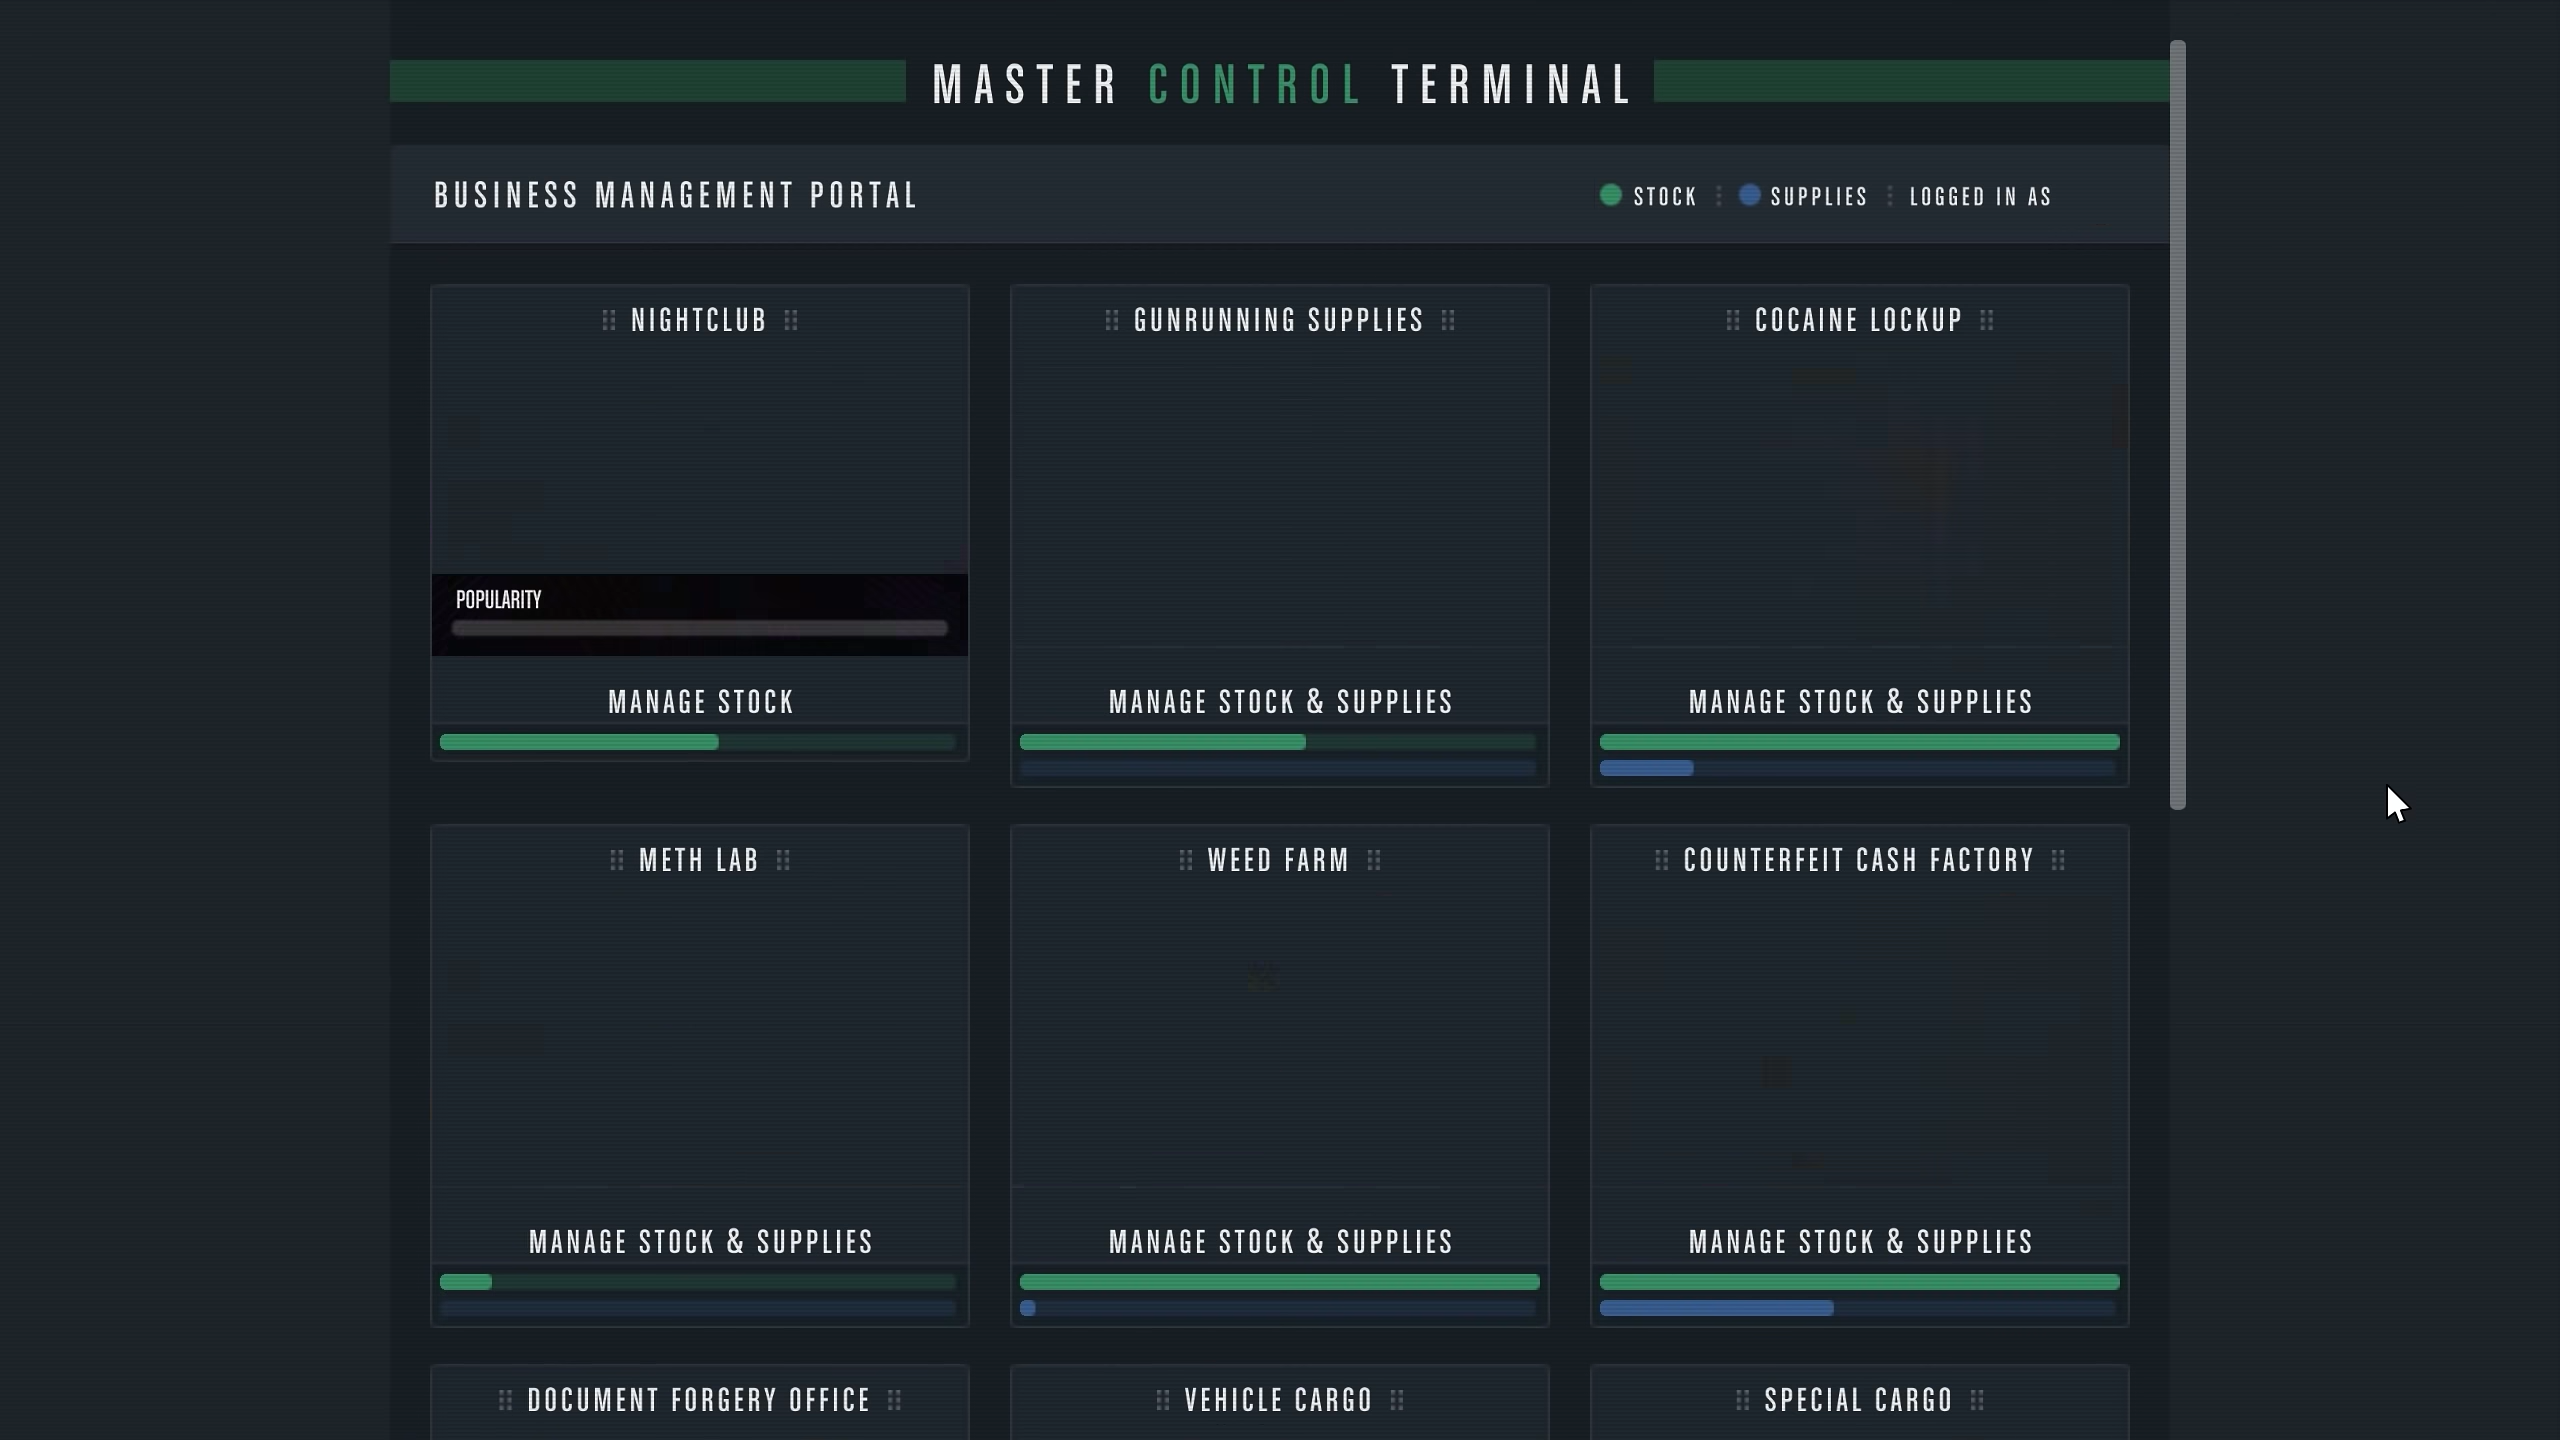 MASTER CONTROL TERMINAL
BUSINESS MANAGEMENT PORTAL
STOCK
SUPPLIES
LOGGED IN AS
NIGHTCLUB
POPULARITY
MANAGE STOCK
GUNRUNNING SUPPLIES
MANAGE STOCK & SUPPLIES
COCAINE LOCKUP
MANAGE STOCK & SUPPLIES
METH LAB
MANAGE STOCK & SUPPLIES
WEED FARM
MANAGE STOCK & SUPPLIES
COUNTERFEIT CASH FACTORY
MANAGE STOCK & SUPPLIES
DOCUMENT FORGERY OFFICE
VEHICLE CARGO
SPECIAL CARGO